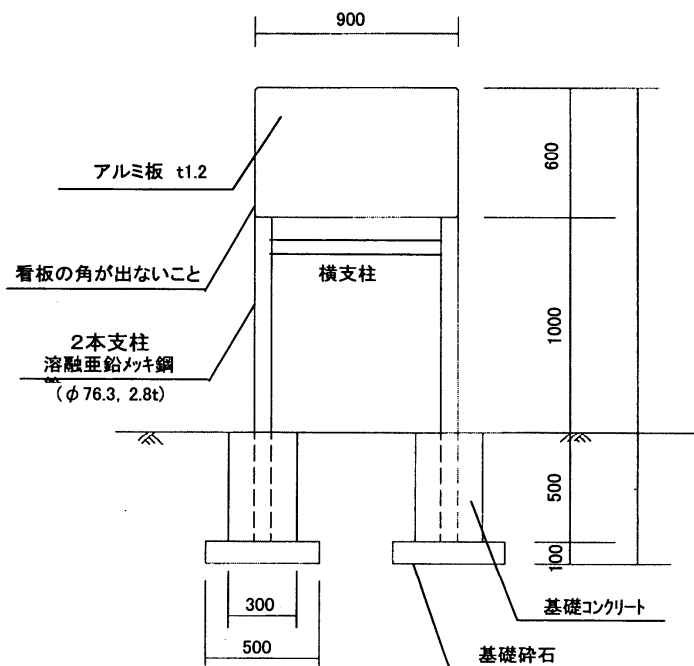 900
アルミ板 t1.2
600
看板の角が出ないこと
横支柱
1000
2本支柱
溶融亜鉛メッキ鋼
(φ76.3, 2.8t)
500
100
300
基礎コンクリート
500
基礎砕石